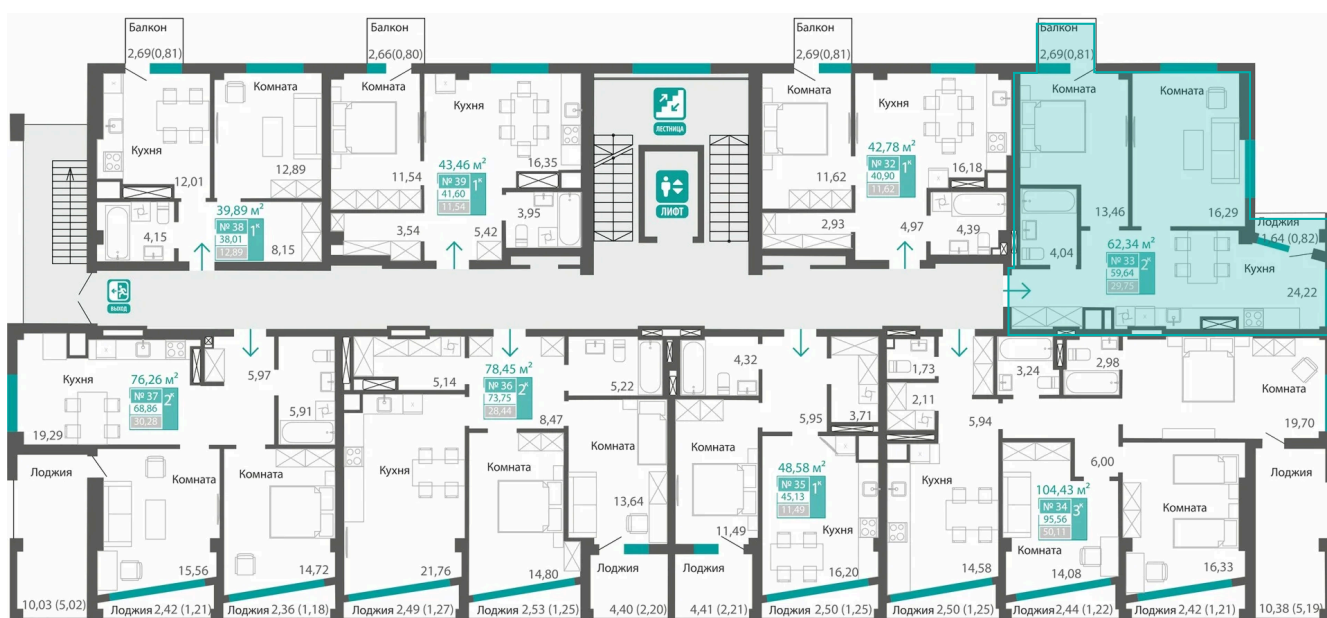 Балкон
2,69(0,81)
Кухня
12,01
Комната
12,89
4,15
39,89 м²
№ 38
38,01
12,89
1ᴷ
8,15
Балкон
2,66(0,80)
Комната
11,54
3,54
Кухня
16,35
43,46 м²
№ 39
41,60
11,54
1ᴷ
5,42
3,95
ЛЕСТНИЦА
ЛИФТ
ВЫХОД
Балкон
2,69(0,81)
Комната
11,62
2,93
Кухня
16,18
42,78 м²
№ 32
40,90
11,62
1ᴷ
4,97
4,39
Балкон
2,69(0,81)
Комната
13,46
Комната
16,29
4,04
62,34 м²
№ 33
59,64
29,75
2ᴷ
Лоджия
1,64 (0,82)
Кухня
24,22
Кухня
19,29
76,26 м²
№ 37
68,86
30,28
2ᴷ
5,97
5,91
Лоджия
10,03 (5,02)
Комната
15,56
Комната
14,72
Лоджия 2,42 (1,21)
Лоджия 2,36 (1,18)
5,14
78,45 м²
№ 36
73,75
28,44
2ᴷ
8,47
5,22
Кухня
21,76
Комната
14,80
Комната
13,64
Лоджия 2,49 (1,27)
Лоджия 2,53 (1,25)
Лоджия
4,40 (2,20)
4,32
5,95
3,71
Комната
11,49
48,58 м²
№ 35
45,13
11,49
1ᴷ
Кухня
16,20
Лоджия
4,41 (2,21)
Лоджия 2,50 (1,25)
1,73
2,11
5,94
3,24
2,98
Комната
19,70
6,00
Кухня
14,58
104,43 м²
№ 34
95,56
50,11
3ᴷ
Комната
14,08
Комната
16,33
Лоджия 2,50 (1,25)
Лоджия 2,44 (1,22)
Лоджия 2,42 (1,21)
Лоджия
10,38 (5,19)